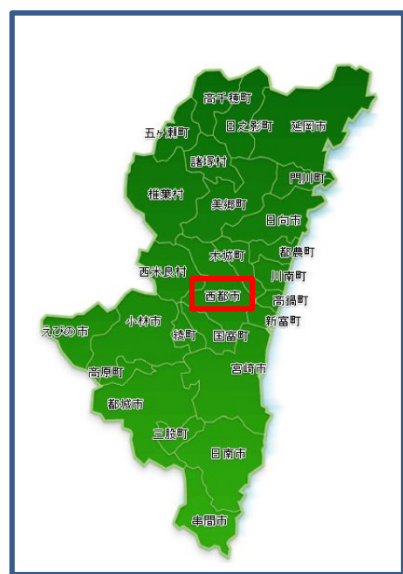 高千穂町
五ヶ瀬町
日之影町
延岡市
諸塚村
門川町
椎葉村
美郷町
日向市
木城町
都農町
西米良村
川南町
西都市
高鍋町
えびの市
小林市
綾町
国富町
新富町
高原町
宮崎市
都城市
三股町
日南市
串間市